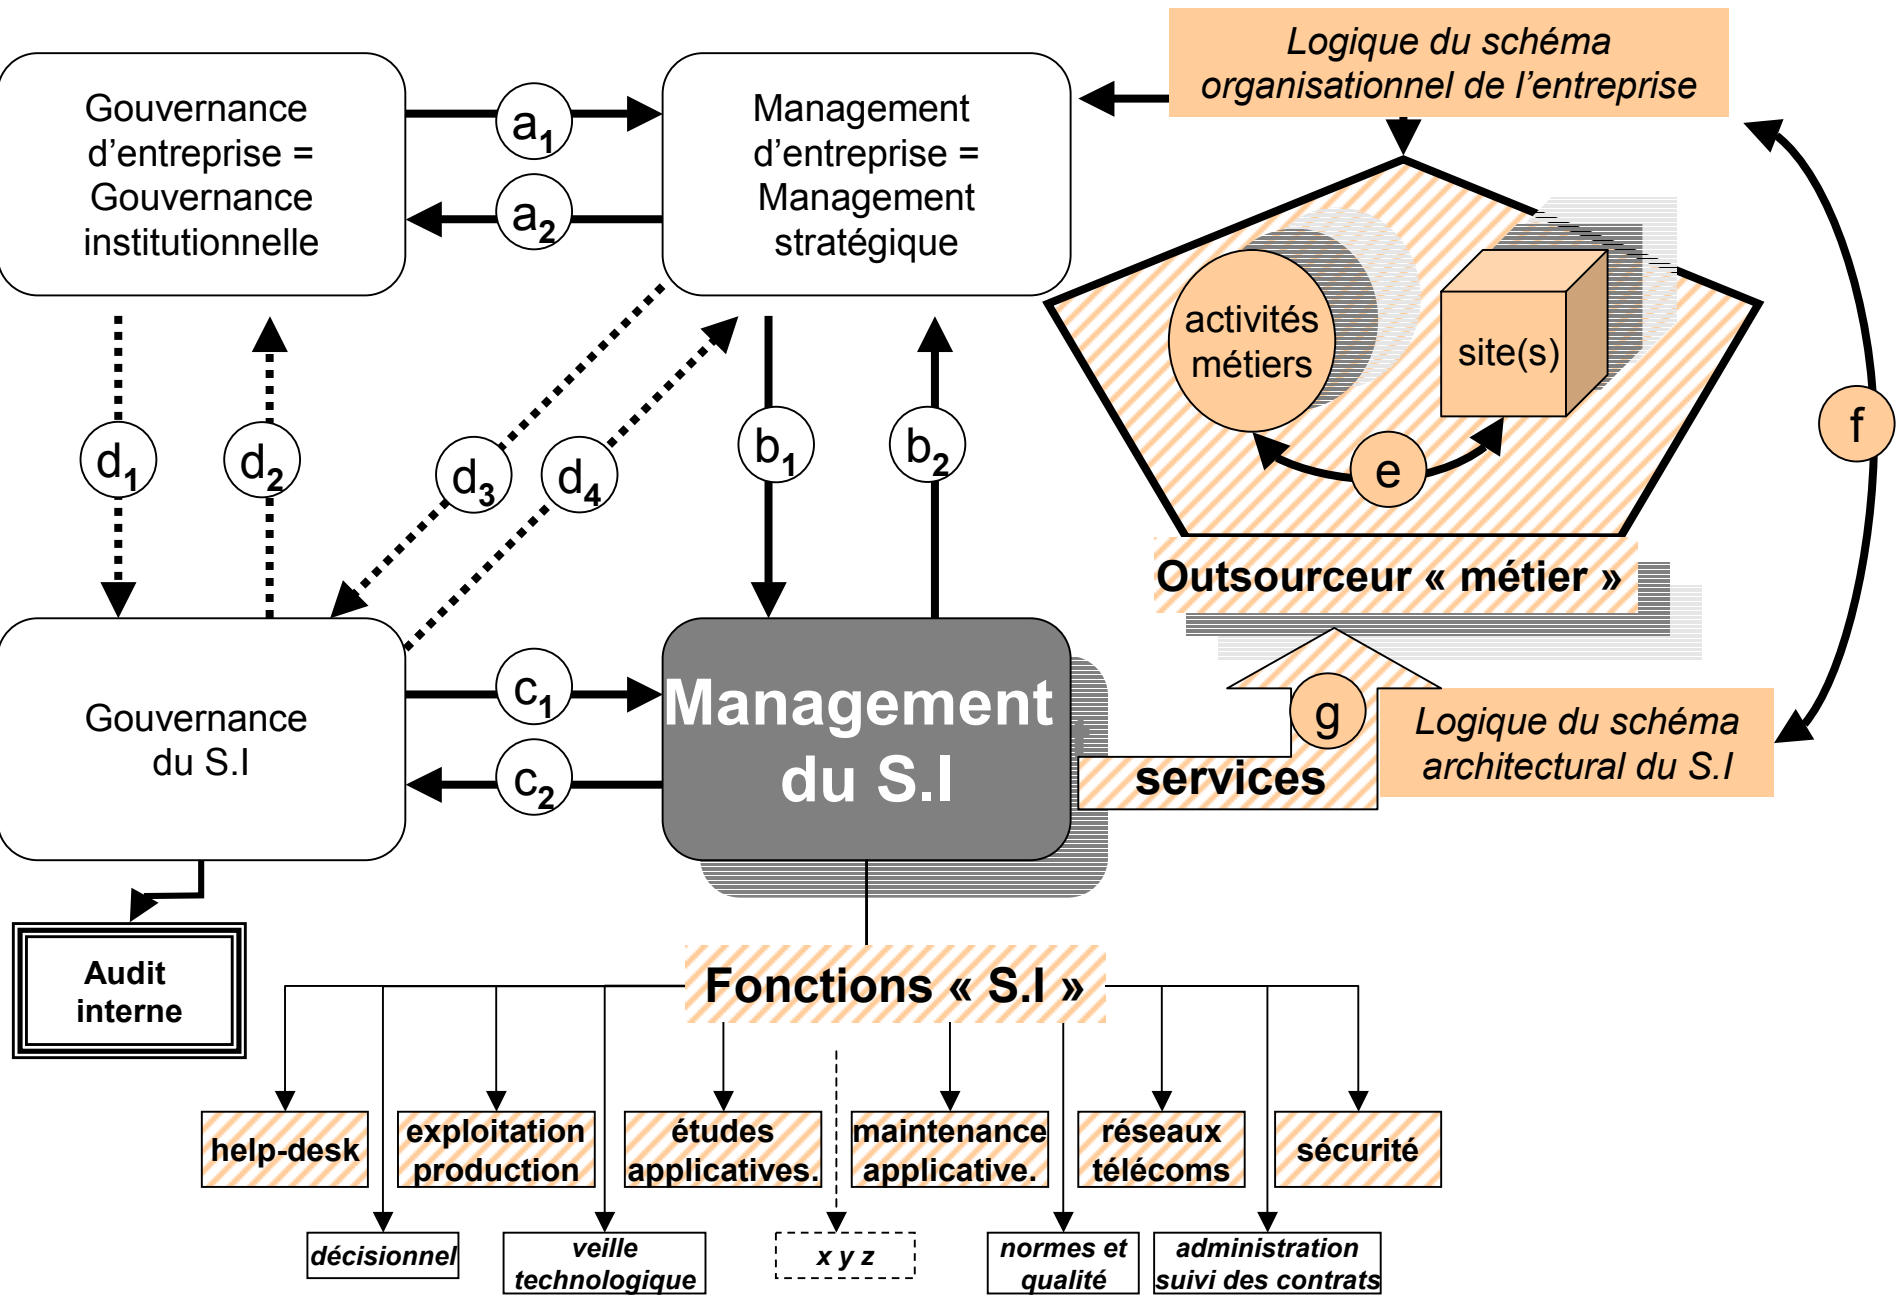 Logique du schéma
organisationnel de l'entreprise
Gouvernance
d'entreprise =
Gouvernance
institutionnelle
a1
a2
Management
d'entreprise =
Management
stratégique
activités
métiers
site(s)
e
f
d1
d2
d3
d4
b1
b2
Outsourceur « métier »
Gouvernance
du S.I
c1
c2
Management
du S.I
g
services
Logique du schéma
architectural du S.I
Audit
interne
Fonctions « S.I »
help-desk
exploitation
production
études
applicatives.
maintenance
applicative.
réseaux
télécoms
sécurité
décisionnel
veille
technologique
x y z
normes et
qualité
administration
suivi des contrats